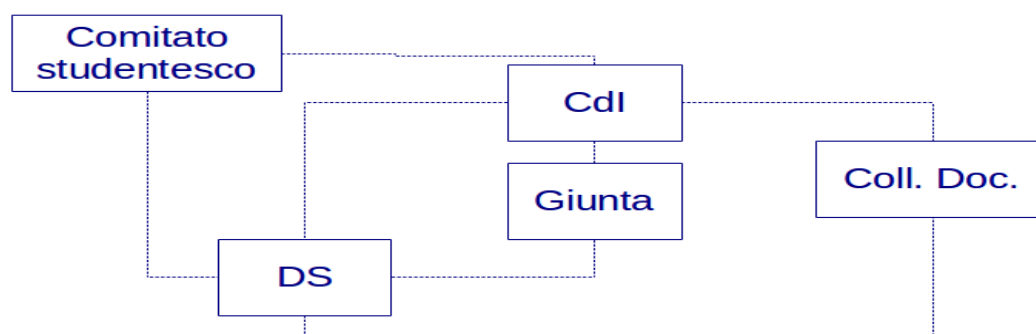 Comitato
studentesco
CdI
Coll. Doc.
Giunta
DS